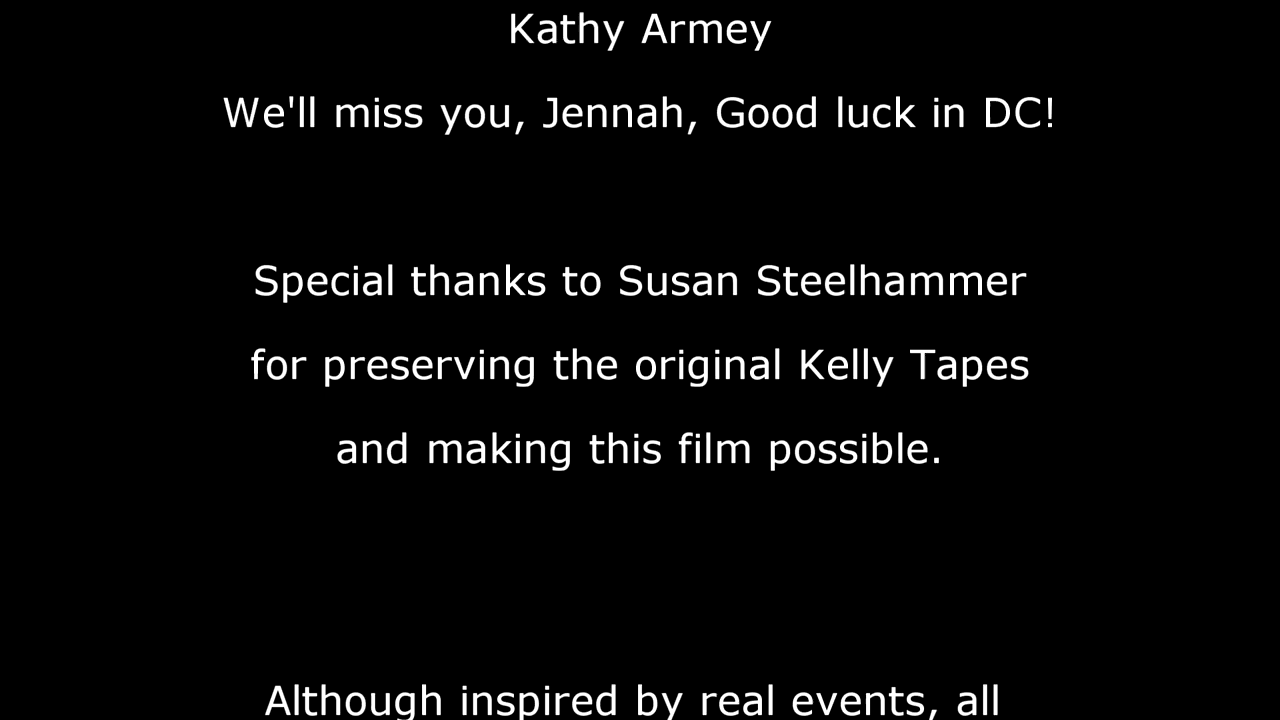 Kathy Armey
We'll miss you, Jennah, Good luck in DC!
Special thanks to Susan Steelhammer
for preserving the original Kelly Tapes
and making this film possible.
Although inspired by real events, all